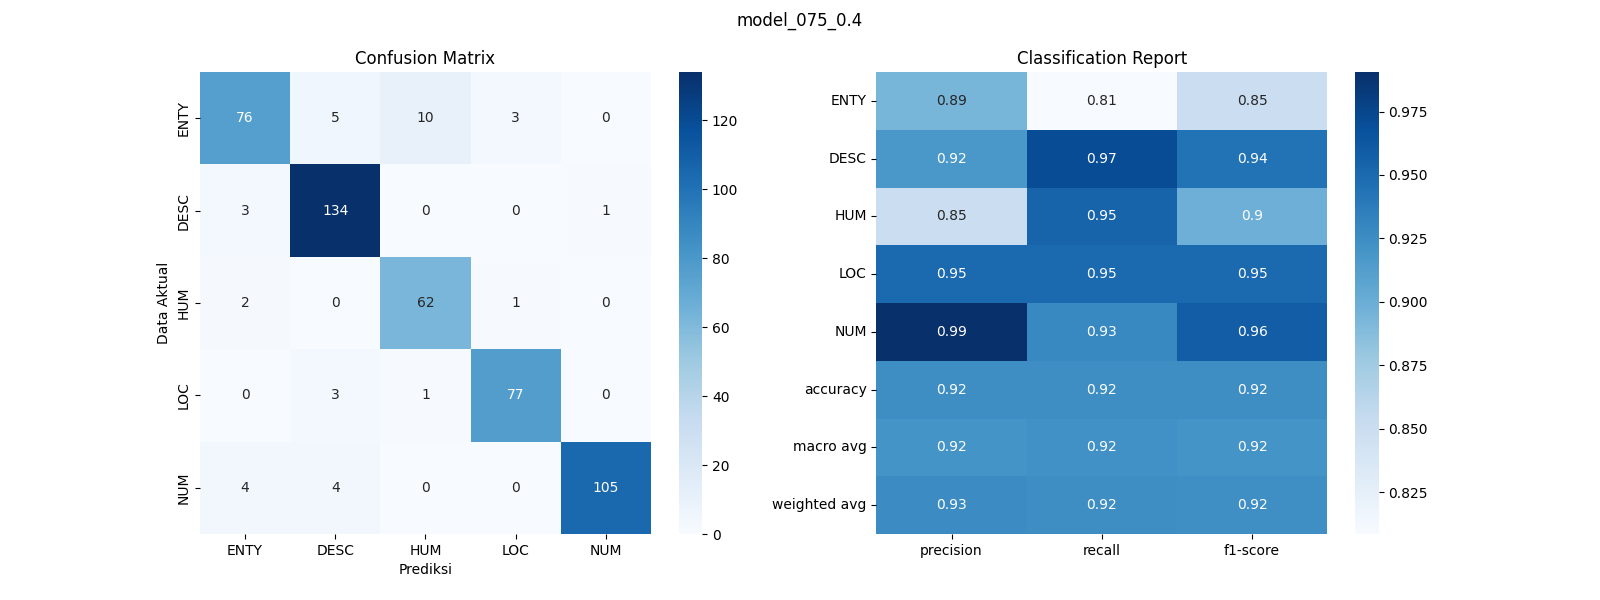 model_075_0.4
Confusion Matrix
ENTY 76 5 10 3 0
DESC 3 134 0 0 1
HUM 2 0 62 1 0
LOC 0 3 1 77 0
NUM 4 4 0 0 105
Data Aktual
ENTY DESC HUM LOC NUM
Prediksi
120
100
80
60
40
20
0
Classification Report
ENTY 0.89 0.81 0.85
DESC 0.92 0.97 0.94
HUM 0.85 0.95 0.9
LOC 0.95 0.95 0.95
NUM 0.99 0.93 0.96
accuracy 0.92 0.92 0.92
macro avg 0.92 0.92 0.92
weighted avg 0.93 0.92 0.92
precision recall f1-score
0.975
0.950
0.925
0.900
0.875
0.850
0.825